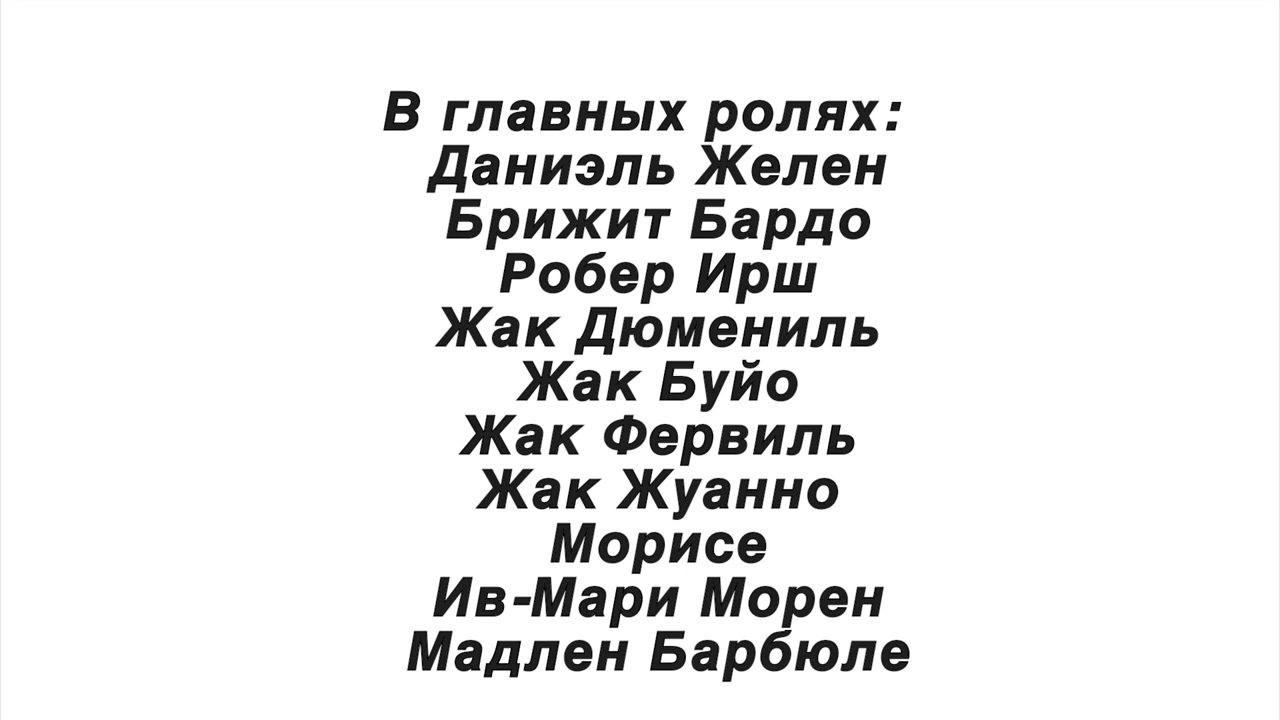 В главных ролях:
Даниэль Желен
Брижит Бардо
Робер Ирш
Жак Дюмениль
Жак Буйо
Жак Фервиль
Жак Жуанно
Морисе
Ив-Мари Морен
Мадлен Барбюле